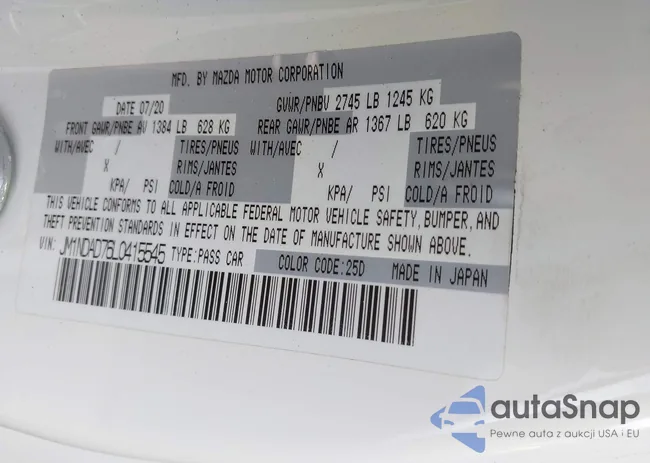 MFD. BY MAZDA MOTOR CORPORATION
DATE 07/20 GVWR/PNBV 2745 LB 1245 KG
FRONT GAWR/PNBE AV 1384 LB 628 KG REAR GAWR/PNBE AR 1367 LB 620 KG
WITH/AVEC / TIRES/PNEUS WITH/AVEC / TIRES/PNEUS
X RIMS/JANTES X RIMS/JANTES
KPA/ PSI COLD/A FROID KPA/ PSI COLD/A FROID
THIS VEHICLE CONFORMS TO ALL APPLICABLE FEDERAL MOTOR VEHICLE SAFETY, BUMPER, AND
THEFT PREVENTION STANDARDS IN EFFECT ON THE DATE OF MANUFACTURE SHOWN ABOVE.
VIN: JM1NDAD76L0415545 TYPE:PASS CAR COLOR CODE:25D MADE IN JAPAN
autaSnap
Pewne auta z aukcji USA i EU